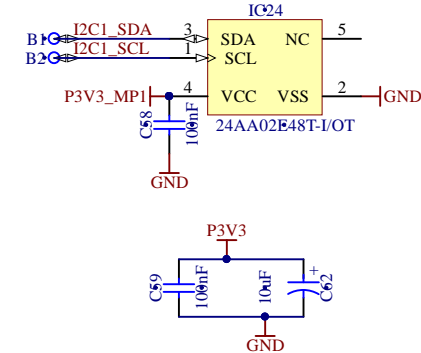 IC24
B1 I2C1_SDA 3 SDA NC 5
B2 I2C1_SCL 1 SCL
P3V3_MP1 4 VCC VSS 2 GND
C58 100nF 24AA02E48T-I/OT
GND
P3V3
C59 100nF 10uF + C62
GND